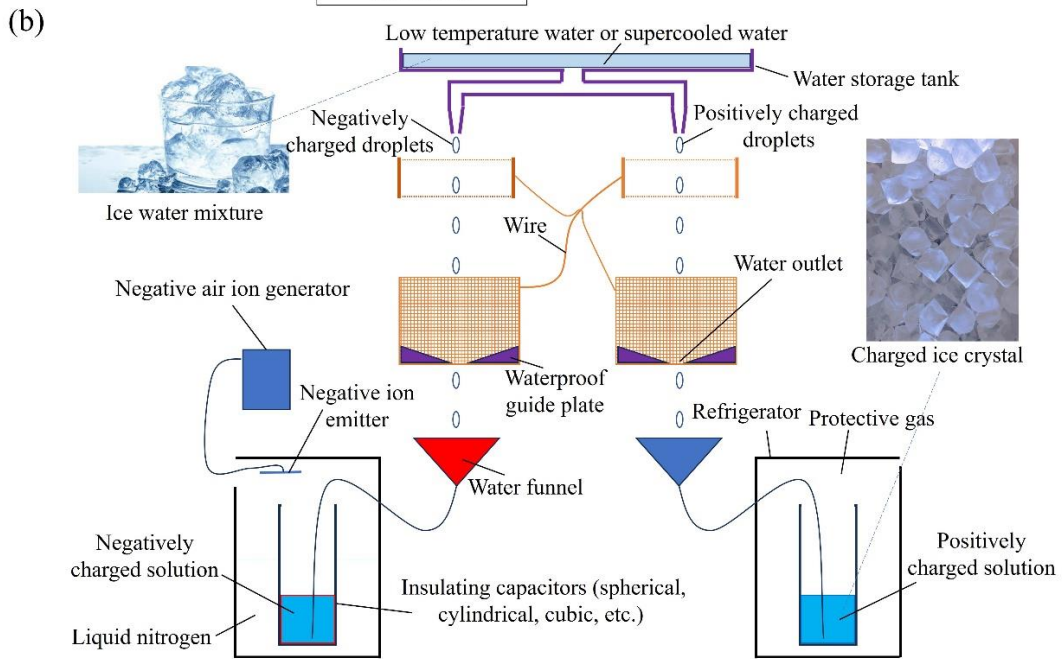 (b)
Low temperature water or supercooled water
Water storage tank
Negatively
charged droplets
Positively charged
droplets
Ice water mixture
Wire
Water outlet
Negative air ion generator
Charged ice crystal
Waterproof
guide plate
Negative ion
emitter
Refrigerator
Protective gas
Water funnel
Negatively
charged solution
Insulating capacitors (spherical,
cylindrical, cubic, etc.)
Positively
charged solution
Liquid nitrogen